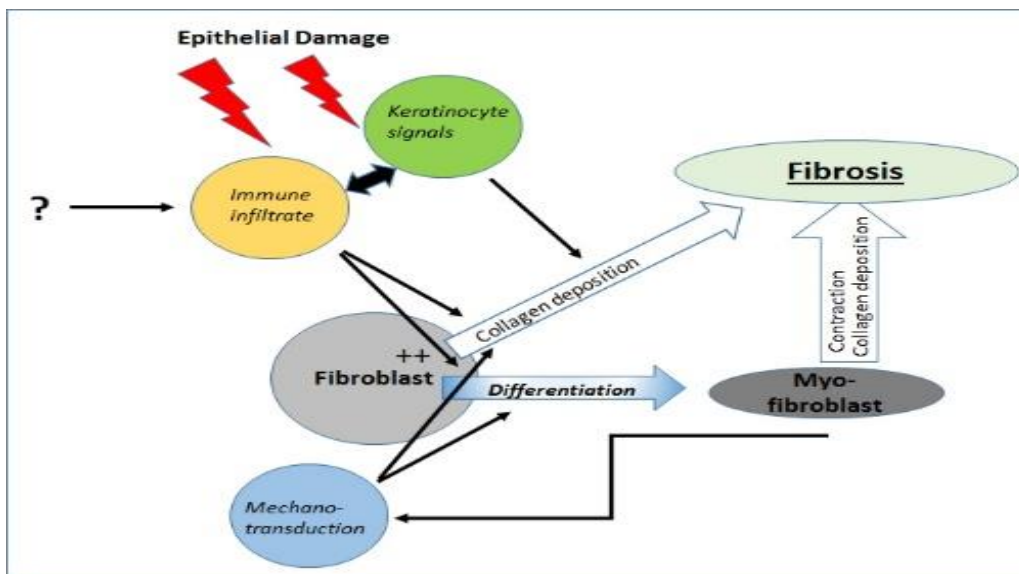 Epithelial Damage
Keratinocyte
signals
Immune
infiltrate
?
Fibrosis
Collagen deposition
Contraction
Collagen deposition
++
Fibroblast
Differentiation
Myo-
fibroblast
Mechano-
transduction